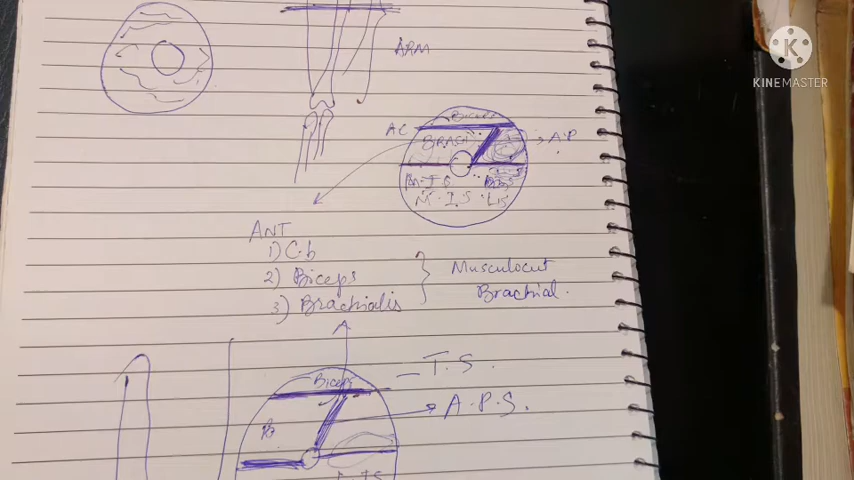 K
KINEMASTER
ARM
Biceps
AC
BRACH
A.P
M.I.S
ANT
1) C.b
2) Biceps
3) Brachialis
Musculocut
Brachial.
T.S.
Biceps
A.P.S.